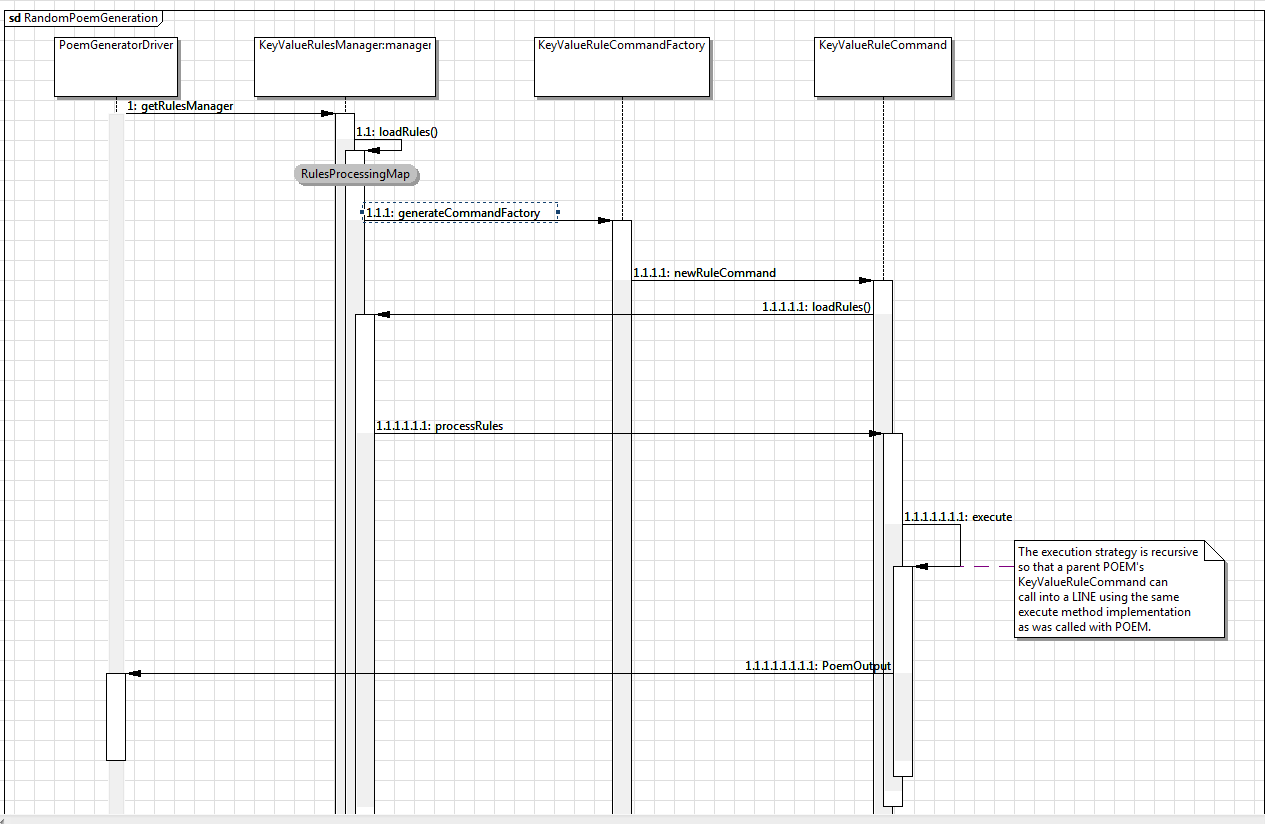 sd RandomPoemGeneration
PoemGeneratorDriver
KeyValueRulesManager:manager
KeyValueRuleCommandFactory
KeyValueRuleCommand
1: getRulesManager
1.1: loadRules()
RulesProcessingMap
1.1.1: generateCommandFactory
1.1.1.1: newRuleCommand
1.1.1.1.1: loadRules()
1.1.1.1.1.1: processRules
1.1.1.1.1.1.1: execute
The execution strategy is recursive
so that a parent POEM's
KeyValueRuleCommand can
call into a LINE using the same
execute method implementation
as was called with POEM.
1.1.1.1.1.1.1.1: PoemOutput